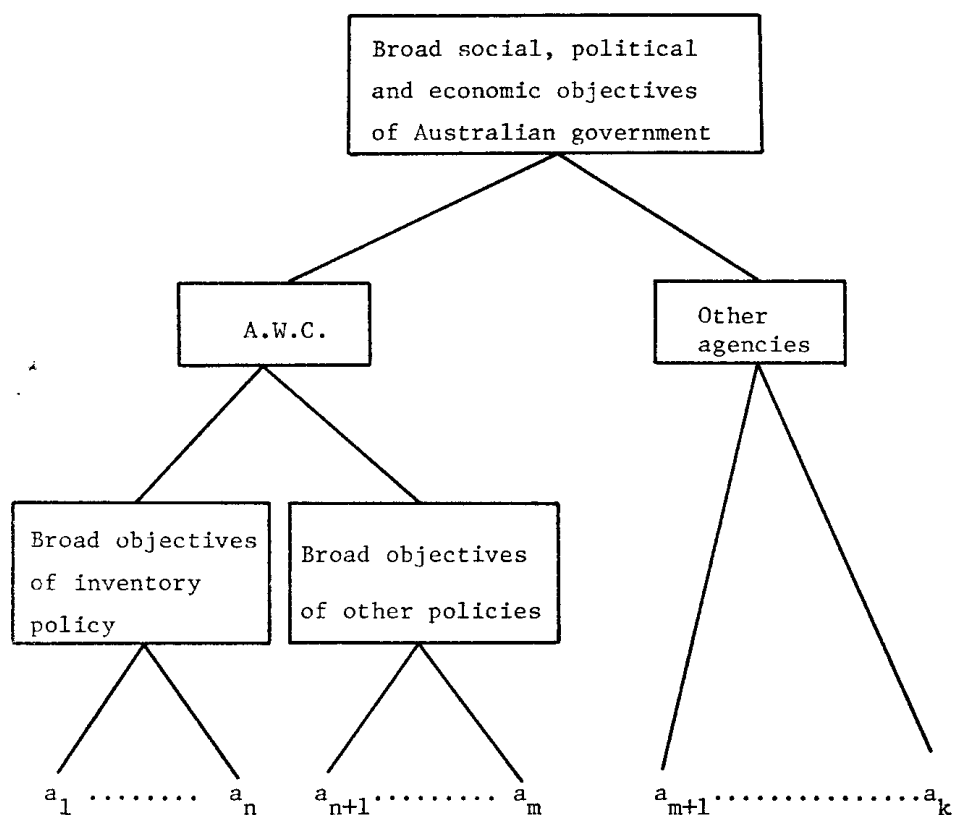 Broad social, political
and economic objectives
of Australian government
A.W.C.
Other
agencies
Broad objectives
of inventory
policy
Broad objectives
of other policies
a1 ........ an
an+1 .......... am
am+1 ................ ak